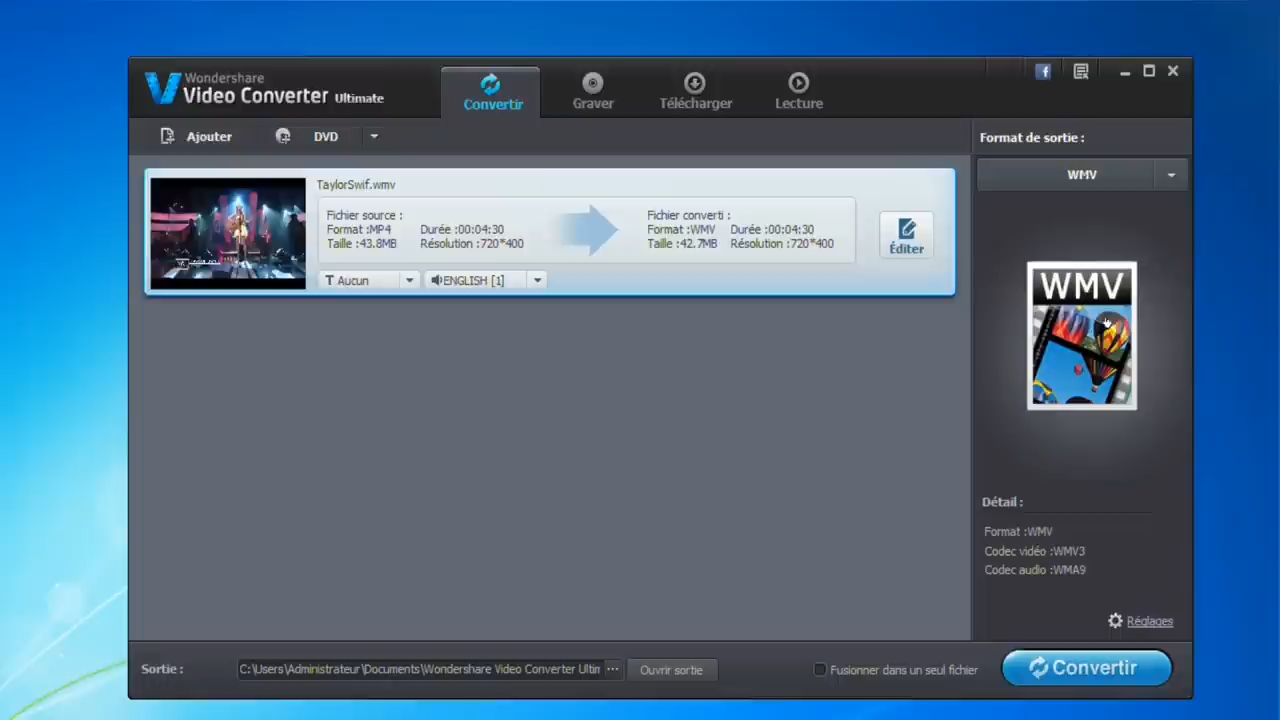 Wondershare
Video Converter Ultimate
Convertir
Graver
Télécharger
Lecture
Ajouter
DVD
Format de sortie :
WMV
TaylorSwif.wmv
Fichier source :
Format :MP4 Durée :00:04:30
Taille :43.8MB Résolution :720*400
Fichier converti :
Format :WMV Durée :00:04:30
Taille :42.7MB Résolution :720*400
Éditer
T Aucun
ENGLISH [1]
WMV
Détail :
Format :WMV
Codec vidéo :WMV3
Codec audio :WMA9
Réglages
Sortie :
C:\Users\Administrateur\Documents\Wondershare Video Converter Ultim ...
Ouvrir sortie
Fusionner dans un seul fichier
Convertir